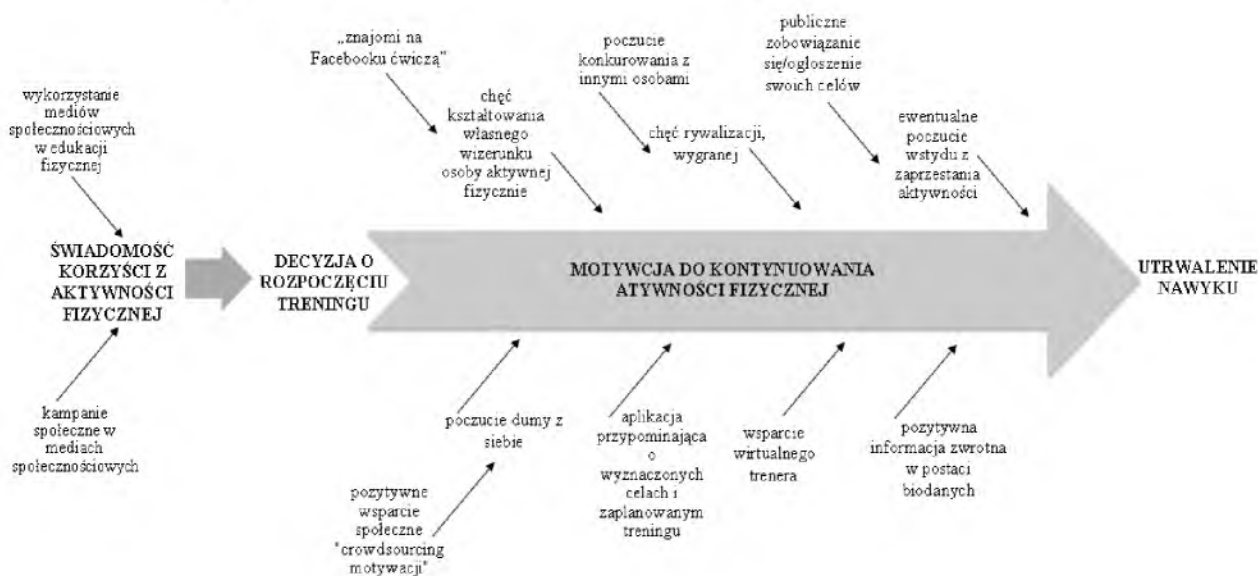 „znajomi na
Facebooku ćwiczą"
poczucie
konkurowania z
innymi osobami
publiczne
zobowiązanie
się/ogłoszenie
swoich celów
wykorzystanie
mediów
społecznościowych
w edukacji
fizycznej
chęć
kształtowania
własnego
wizerunku
osoby aktywnej
fizycznie
chęć rywalizacji,
wygranej
ewentualne
poczucie
wstydu z
zaprzestania
aktywności
ŚWIADOMOŚĆ
KORZYŚCI Z
AKTYWNOŚCI
FIZYCZNEJ
DECYZJA O
ROZPOCZĘCIU
TRENINGU
MOTYWCJA DO KONTYNUOWANIA
ATYWNOŚCI FIZYCZNEJ
UTRWALENIE
NAWYKU
kampanie
społeczne w
mediach
społecznościowych
poczucie dumy z
siebie
pozytywne
wsparcie
społeczne
"crowdsourcing
motywacji"
aplikacja
przypominająca
o
wyznaczonych
celach i
zaplanowanym
treningu
wsparcie
wirtualnego
trenera
pozytywna
informacja zwrotna
w postaci
biodanych